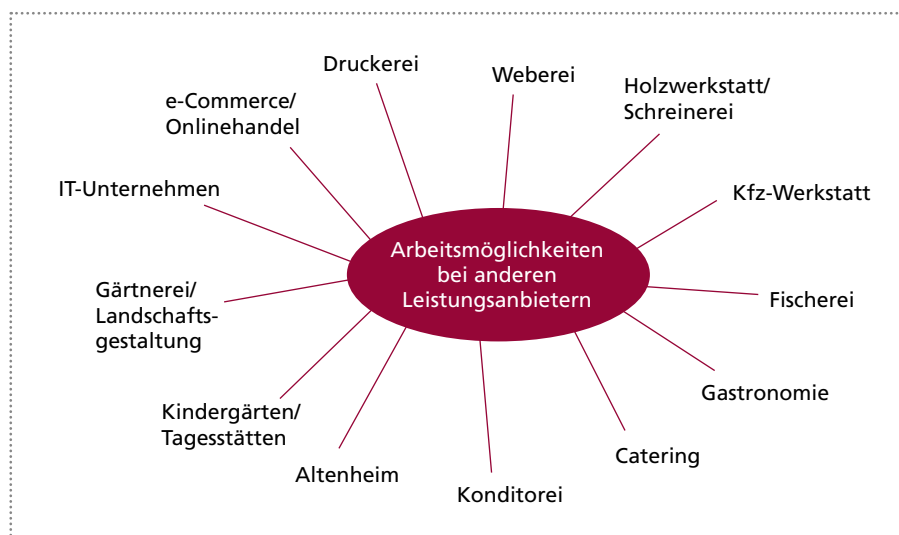 Druckerei
Weberei
Holzwerkstatt/
Schreinerei
e-Commerce/
Onlinehandel
IT-Unternehmen
Kfz-Werkstatt
Arbeitsmöglichkeiten
bei anderen
Leistungsanbietern
Gärtnerei/
Landschafts-
gestaltung
Fischerei
Gastronomie
Kindergärten/
Tagesstätten
Catering
Altenheim
Konditorei